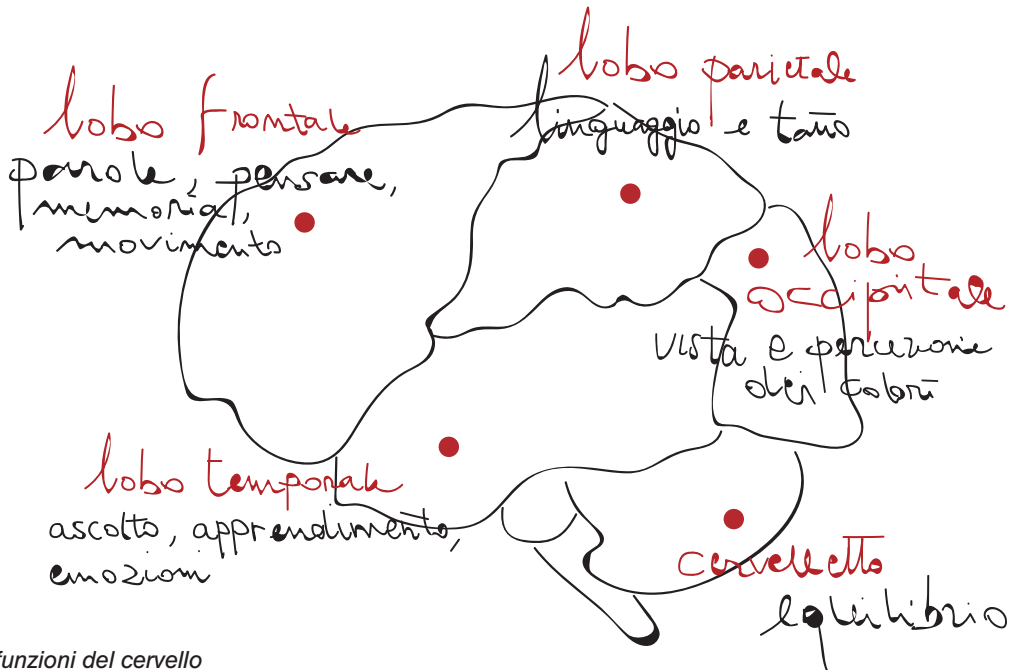 lobo frontale
parole, pensare,
memoria,
movimento
lobo parietale
linguaggio e tatto
lobo
occipitale
vista e percezione
dei colori
lobo temporale
ascolto, apprendimento,
emozioni
cervelletto
equilibrio
funzioni del cervello